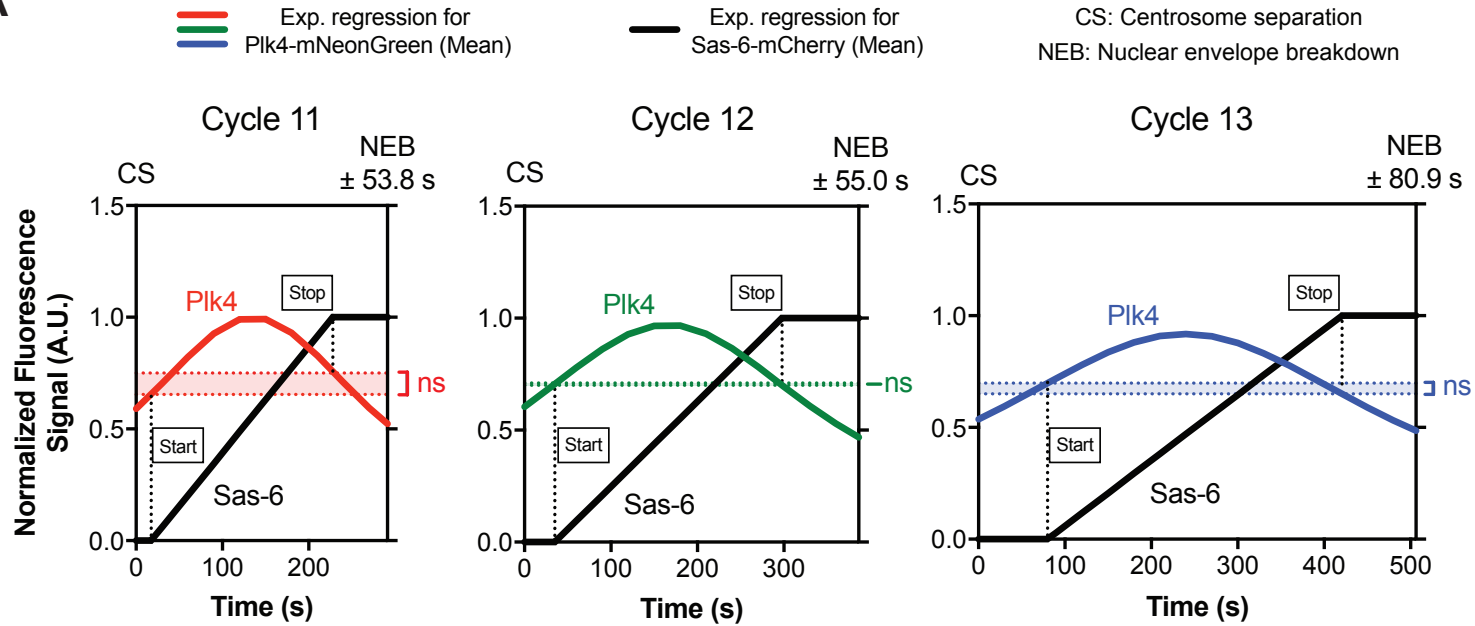 Exp. regression for
Plk4-mNeonGreen (Mean)
Exp. regression for
Sas-6-mCherry (Mean)
CS: Centrosome separation
NEB: Nuclear envelope breakdown
Normalized Fluorescence
Signal (A.U.)
Cycle 11
CS
NEB
± 53.8 s
1.5
1.0
0.5
0.0
Plk4
Stop
ns
Start
Sas-6
0 100 200
Time (s)
Cycle 12
CS
NEB
± 55.0 s
1.5
1.0
0.5
0.0
Plk4
Stop
ns
Start
Sas-6
0 100 200 300
Time (s)
Cycle 13
CS
NEB
± 80.9 s
1.5
1.0
0.5
0.0
Plk4
Stop
ns
Start
Sas-6
0 100 200 300 400 500
Time (s)